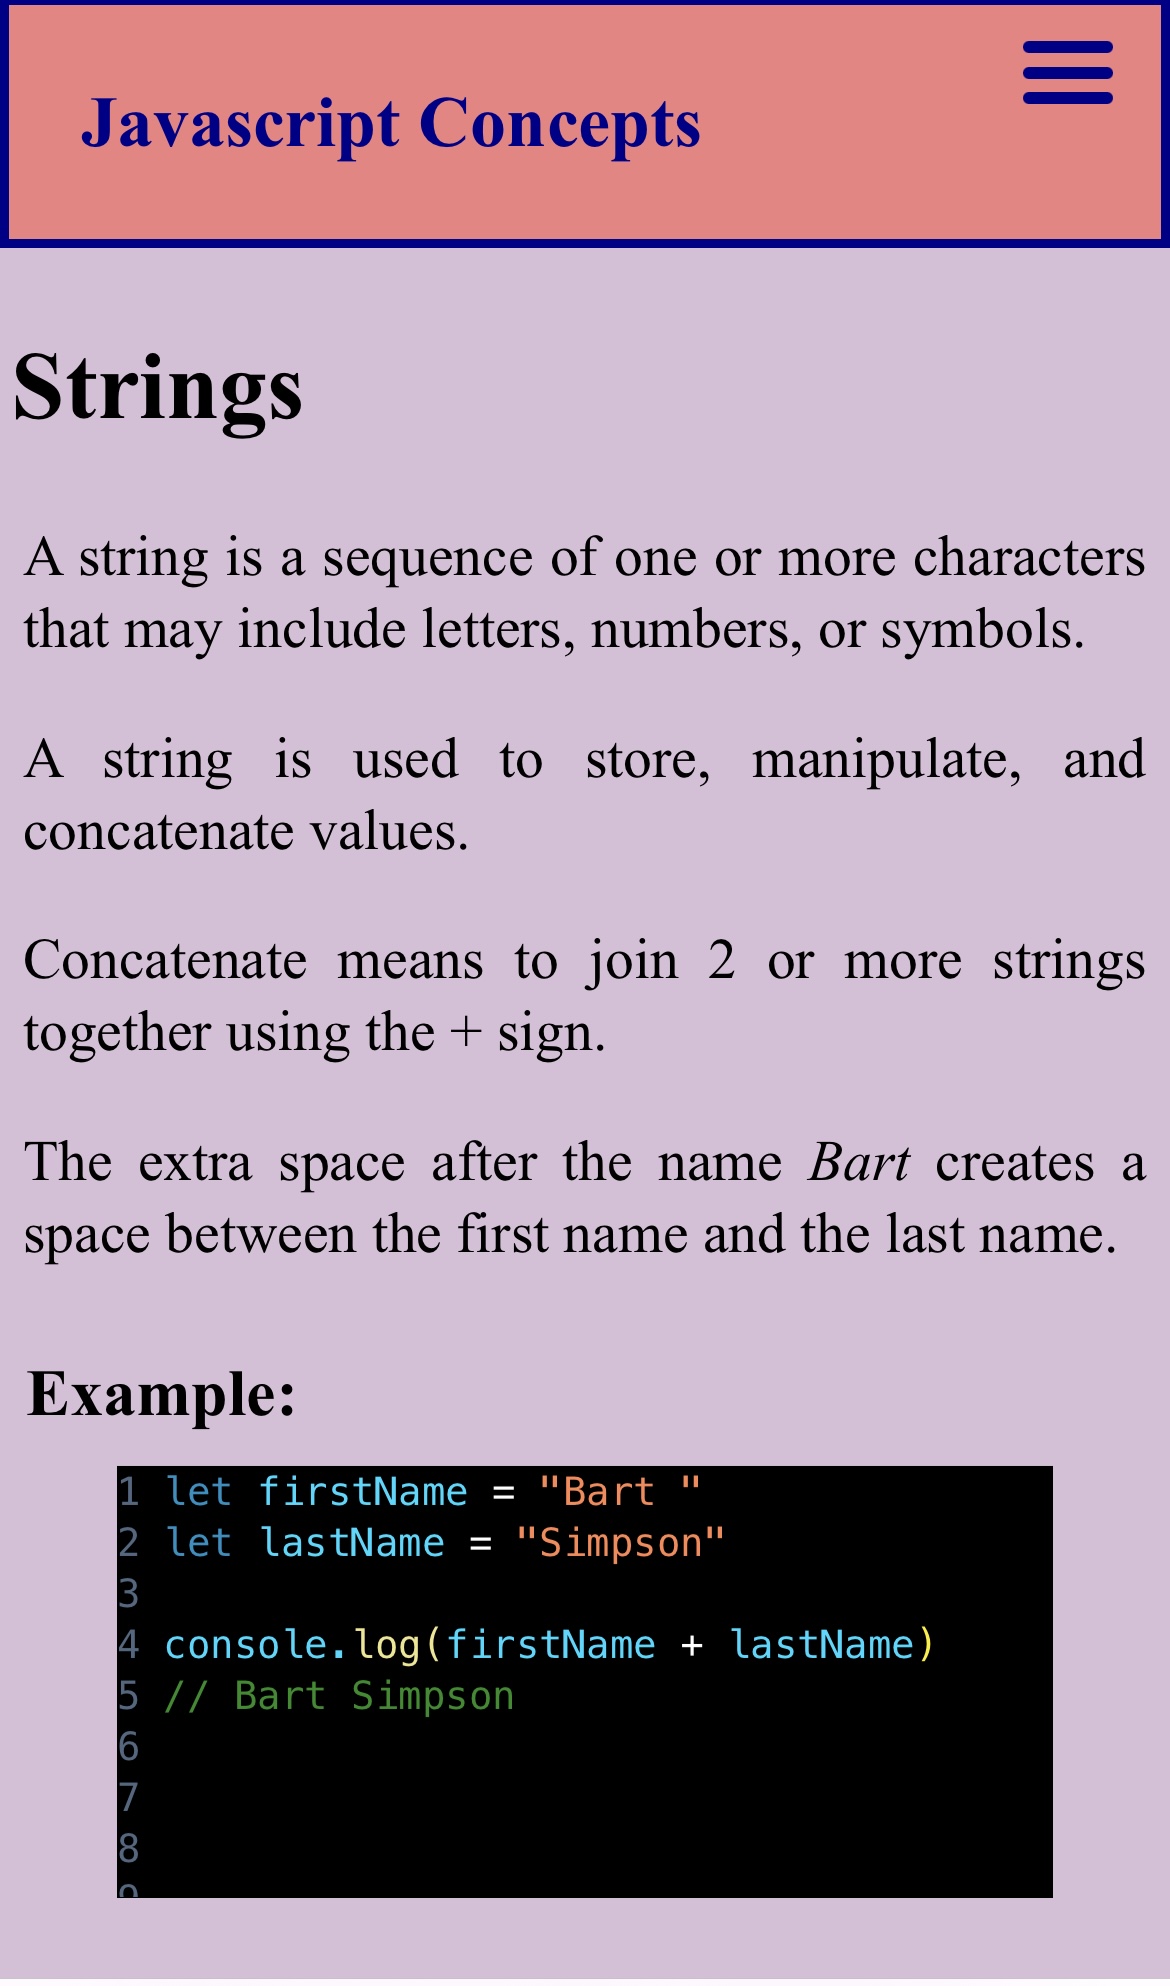 Javascript Concepts
Strings
A string is a sequence of one or more characters
that may include letters, numbers, or symbols.
A string is used to store, manipulate, and
concatenate values.
Concatenate means to join 2 or more strings
together using the + sign.
The extra space after the name Bart creates a
space between the first name and the last name.
Example:
1 let firstName = "Bart "
2 let lastName = "Simpson"
3
4 console.log(firstName + lastName)
5 // Bart Simpson
6
7
8
9